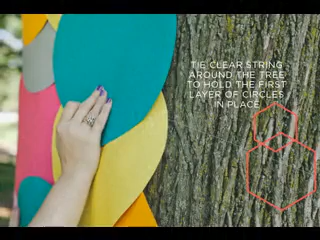 TIE CLEAR STRING
AROUND THE TREE
TO HOLD THE FIRST
LAYER OF CIRCLES
IN PLACE